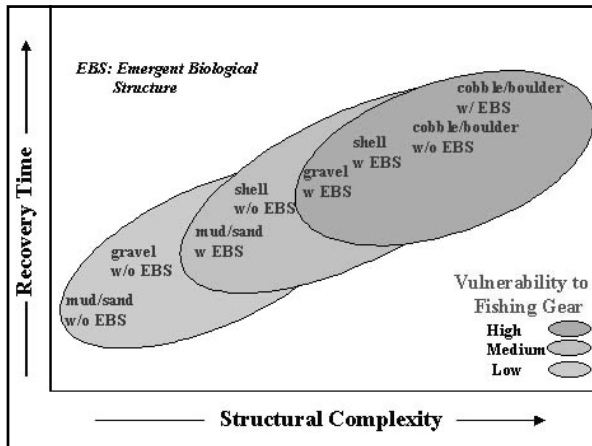 EBS: Emergent Biological
Structure
cobble/boulder
w/ EBS
cobble/boulder
w/o EBS
shell
w EBS
gravel
w EBS
shell
w/o EBS
mud/sand
w EBS
gravel
w/o EBS
mud/sand
w/o EBS
Recovery Time
Vulnerability to
Fishing Gear
High
Medium
Low
Structural Complexity